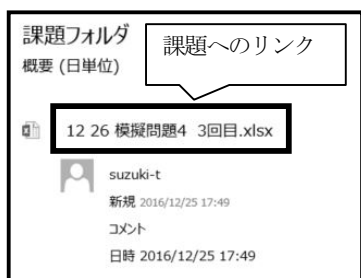 課題フォルダ
課題へのリンク
概要 (日単位)
12 26 模擬問題4 3回目.xlsx
suzuki-t
新規 2016/12/25 17:49
コメント
日時 2016/12/25 17:49